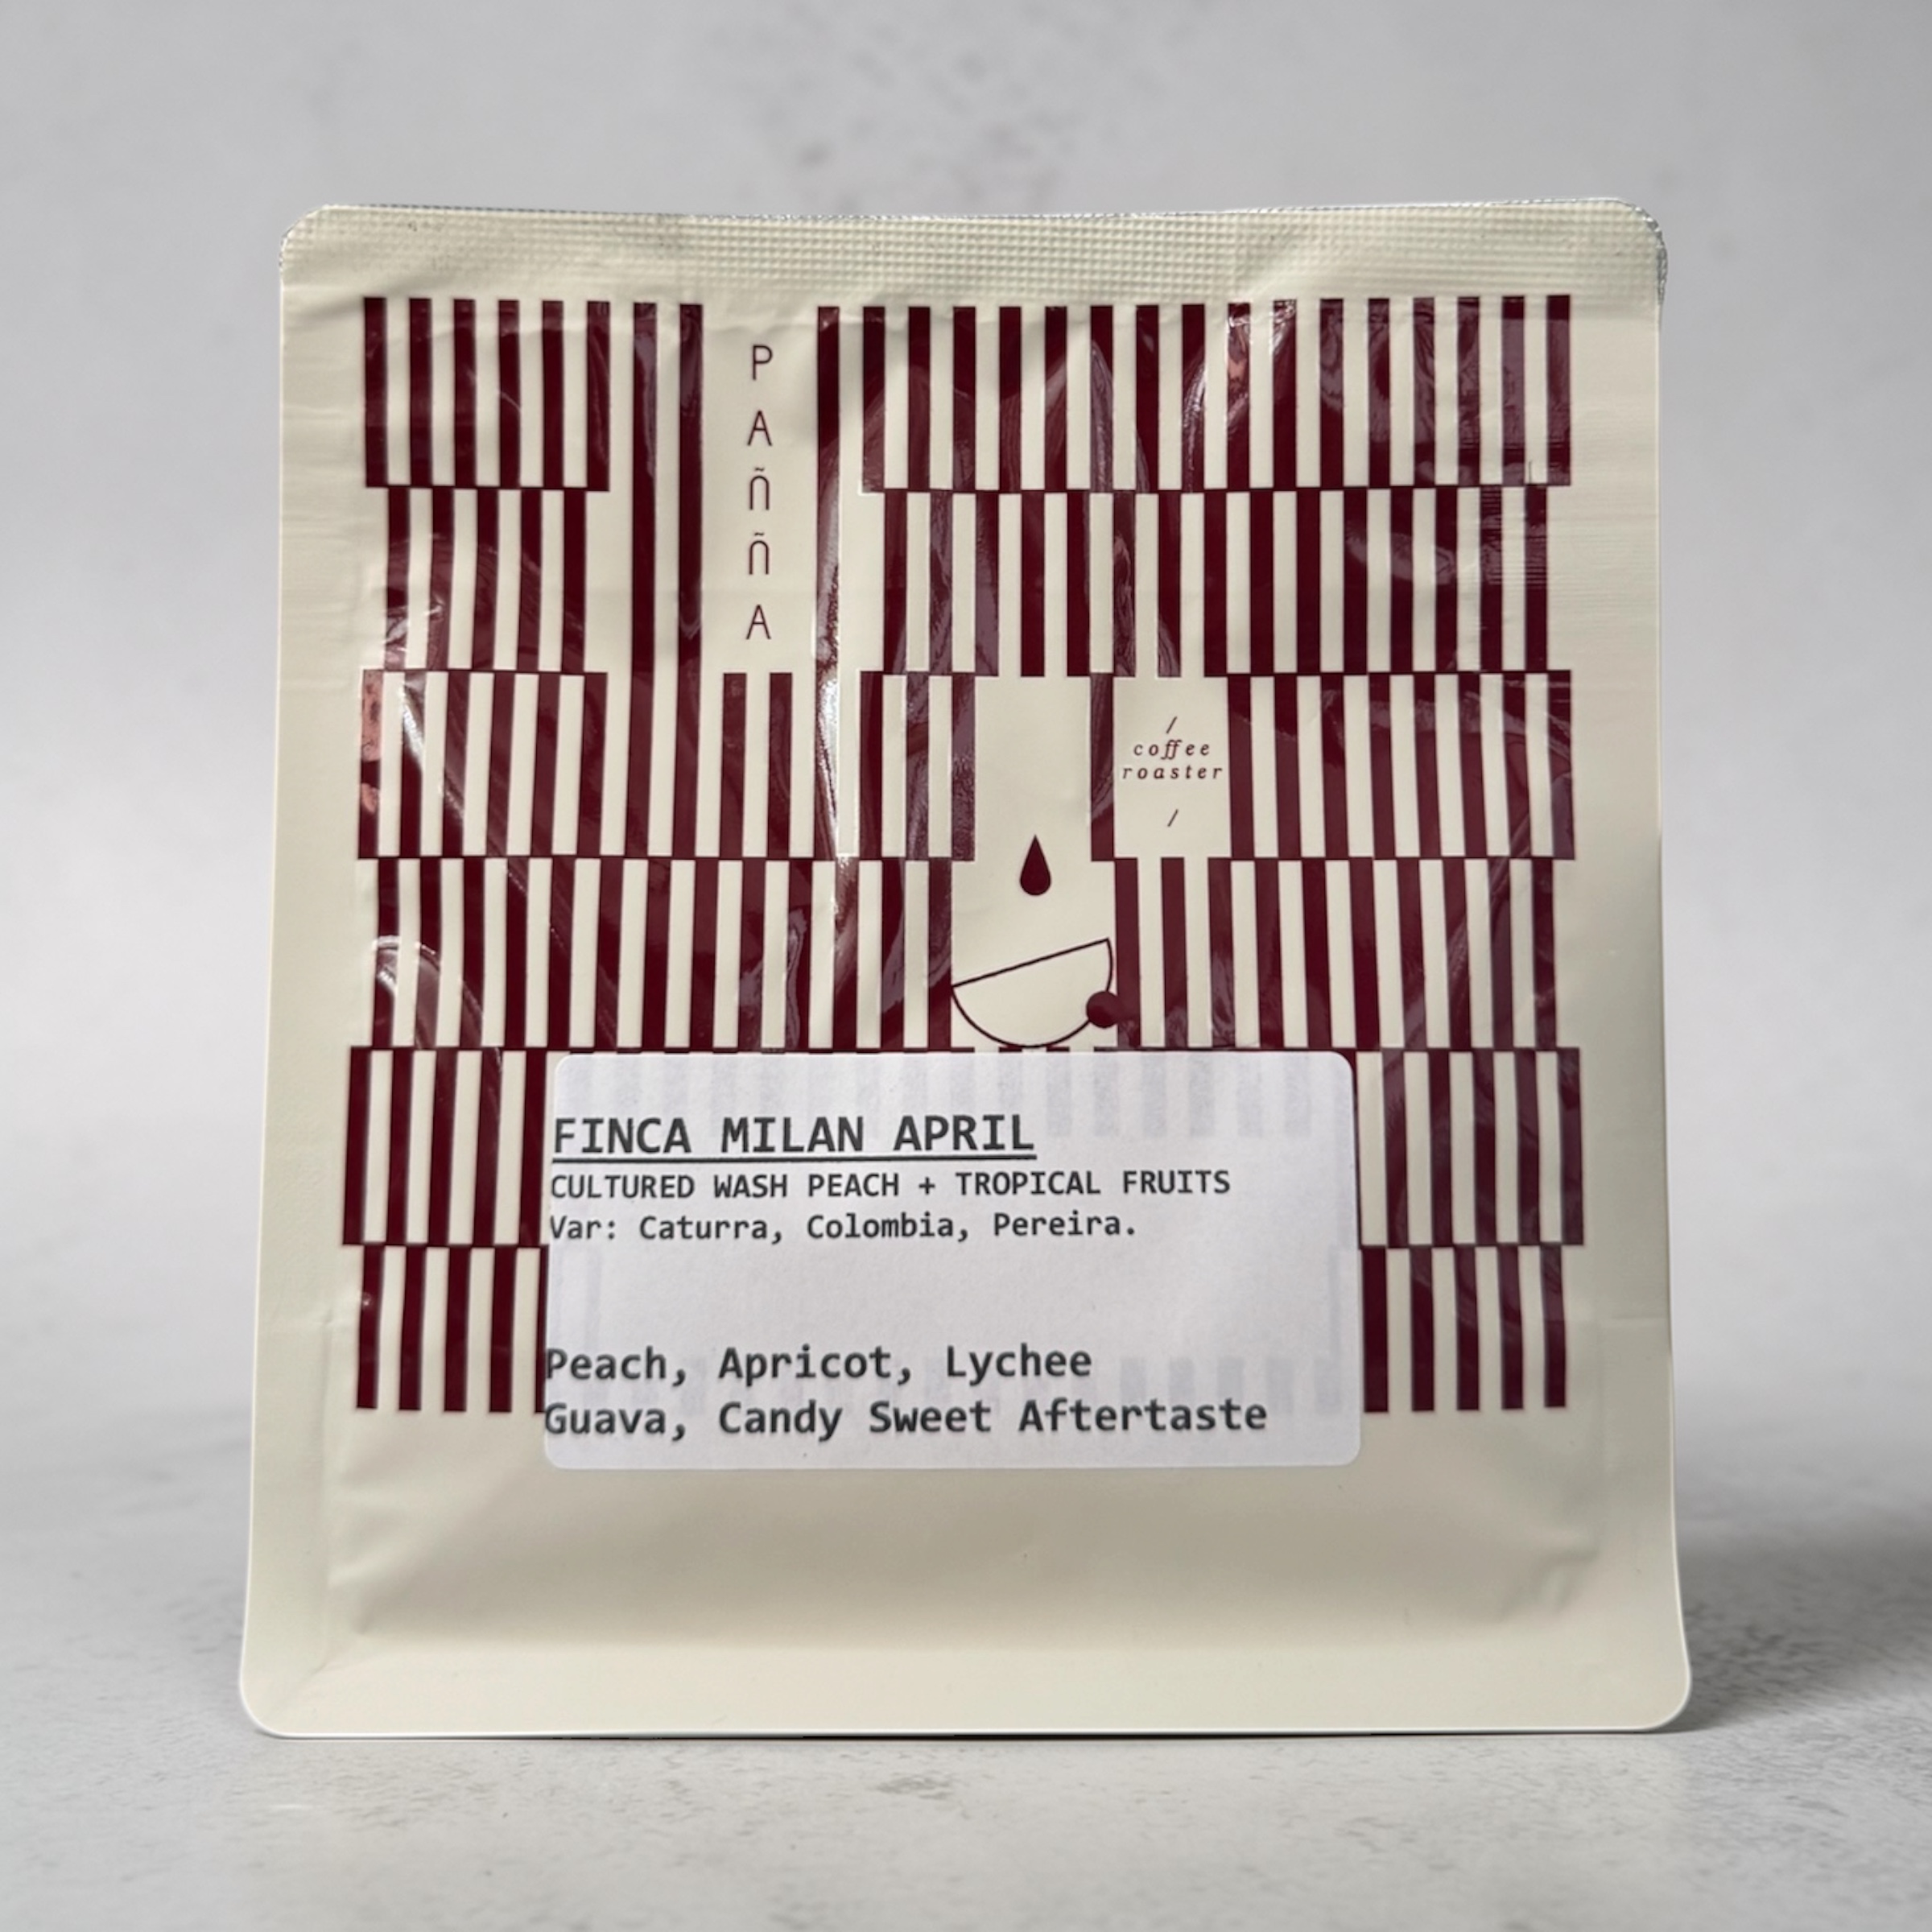 PAÑÑA
/
coffee
roaster
/
FINCA MILAN APRIL
CULTURED WASH PEACH + TROPICAL FRUITS
Var: Caturra, Colombia, Pereira.
Peach, Apricot, Lychee
Guava, Candy Sweet Aftertaste